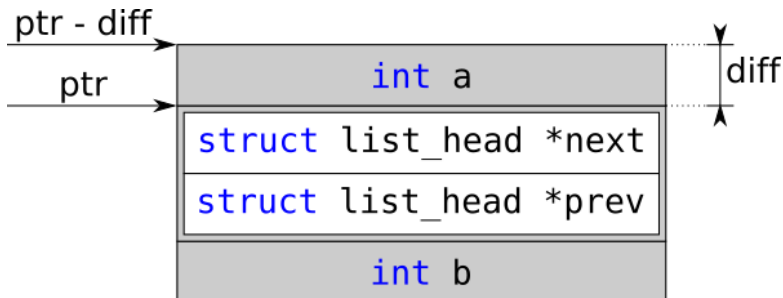 ptr - diff
int a
diff
ptr
struct list_head *next
struct list_head *prev
int b